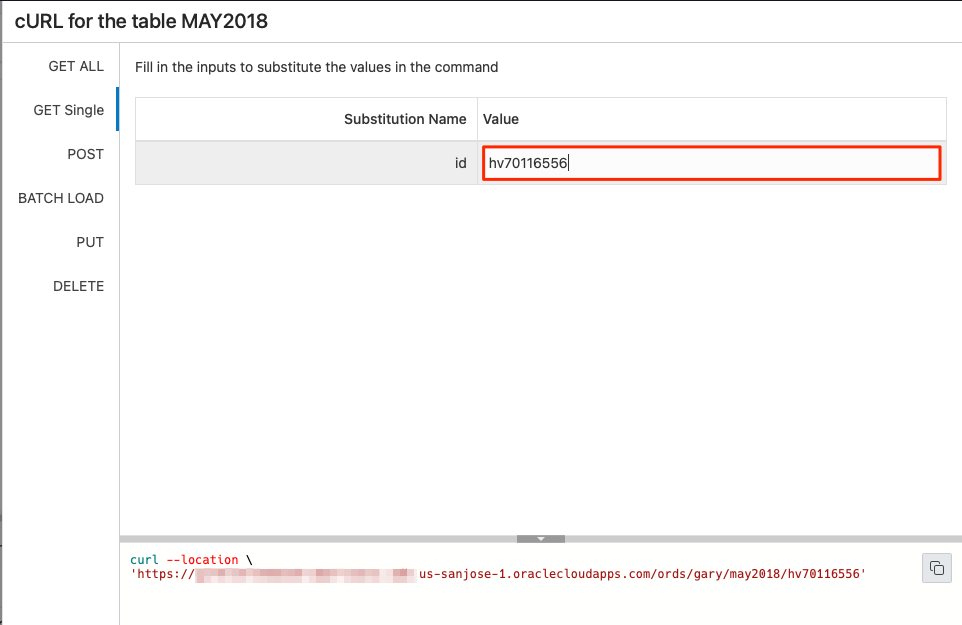 cURL for the table MAY2018
GET ALL
GET Single
POST
BATCH LOAD
PUT
DELETE
Fill in the inputs to substitute the values in the command
Substitution Name Value
id hv70116556
curl --location \
'https:// us-sanjose-1.oraclecloudapps.com/ords/gary/may2018/hv70116556'